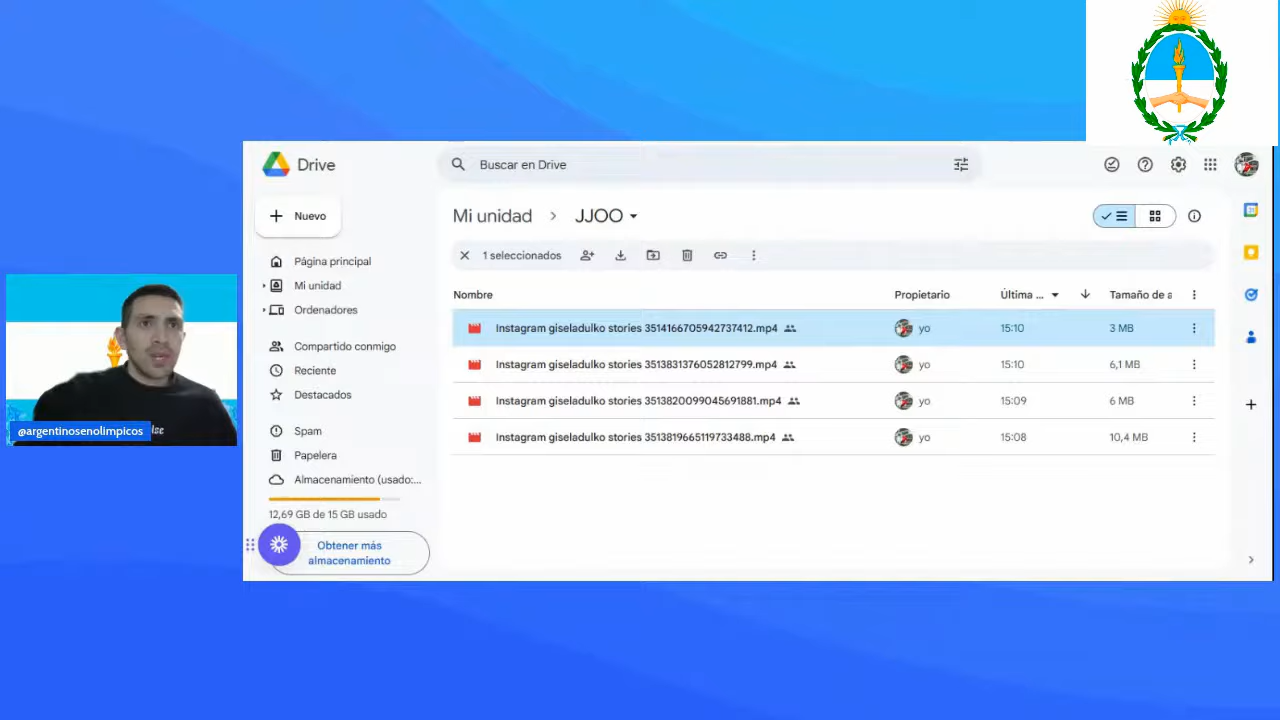 Drive
Buscar en Drive
Nuevo
Mi unidad > JJOO
1 seleccionados
Página principal
Mi unidad
Ordenadores
Compartido conmigo
Reciente
Destacados
Spam
Papelera
Almacenamiento (usado:...
12,69 GB de 15 GB usado
Obtener más
almacenamiento
Nombre Propietario Última ... Tamaño de a
Instagram giseladulko stories 3514166705942737412.mp4 yo 15:10 3 MB
Instagram giseladulko stories 3513831376052812799.mp4 yo 15:10 6,1 MB
Instagram giseladulko stories 3513820099045691881.mp4 yo 15:09 6 MB
Instagram giseladulko stories 3513819665119733488.mp4 yo 15:08 10,4 MB
@argentinosenolimpicos